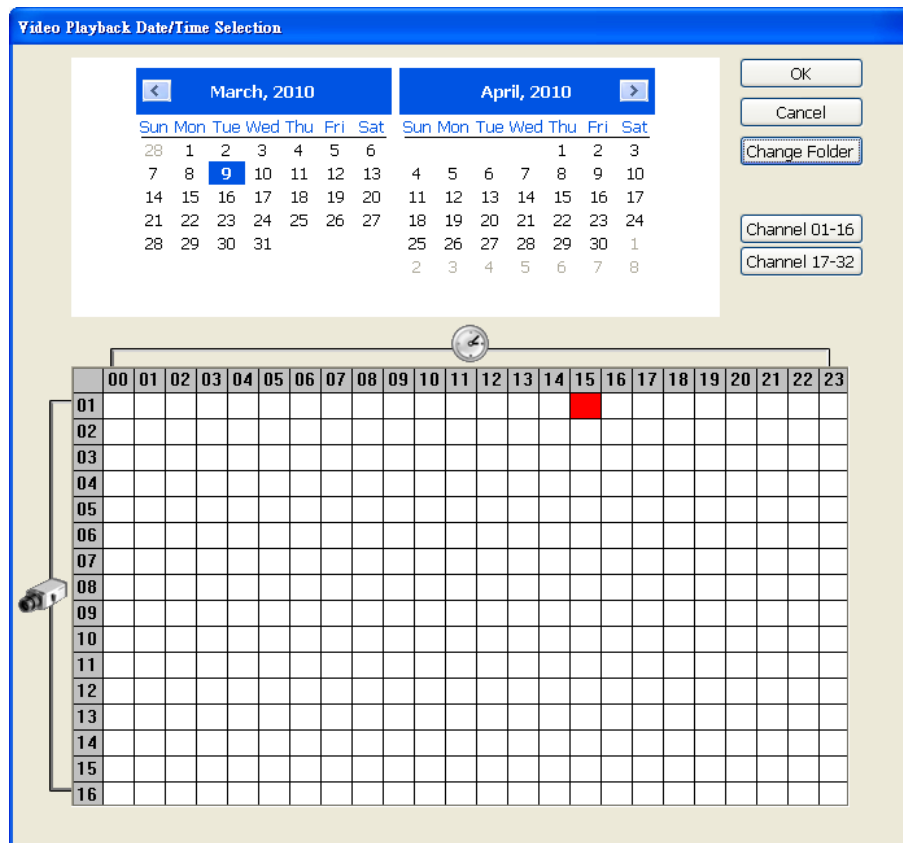 Video Playback Date/Time Selection
OK
Cancel
Change Folder
Channel 01-16
Channel 17-32
March, 2010
Sun Mon Tue Wed Thu Fri Sat
28 1 2 3 4 5 6
7 8 9 10 11 12 13
14 15 16 17 18 19 20
21 22 23 24 25 26 27
28 29 30 31
April, 2010
Sun Mon Tue Wed Thu Fri Sat
1 2 3
4 5 6 7 8 9 10
11 12 13 14 15 16 17
18 19 20 21 22 23 24
25 26 27 28 29 30 1
2 3 4 5 6 7 8
00 01 02 03 04 05 06 07 08 09 10 11 12 13 14 15 16 17 18 19 20 21 22 23
01
02
03
04
05
06
07
08
09
10
11
12
13
14
15
16